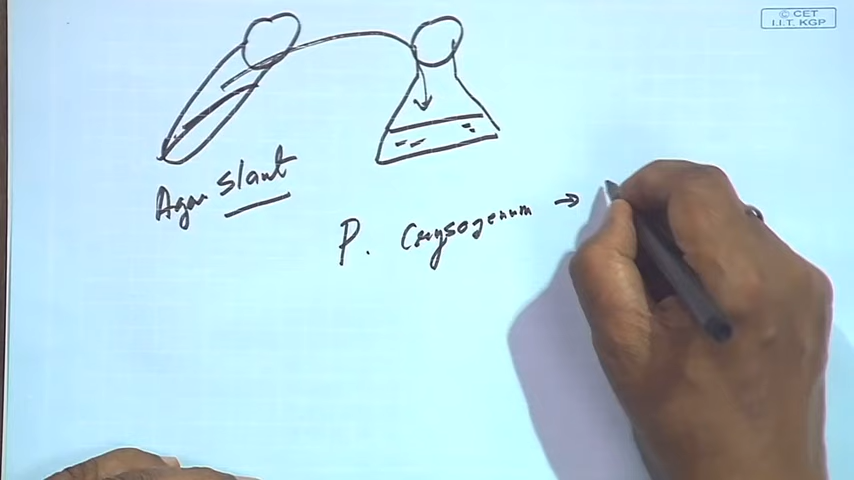 © CET
I.I.T. KGP
Agar slant
P. Crysogenum →